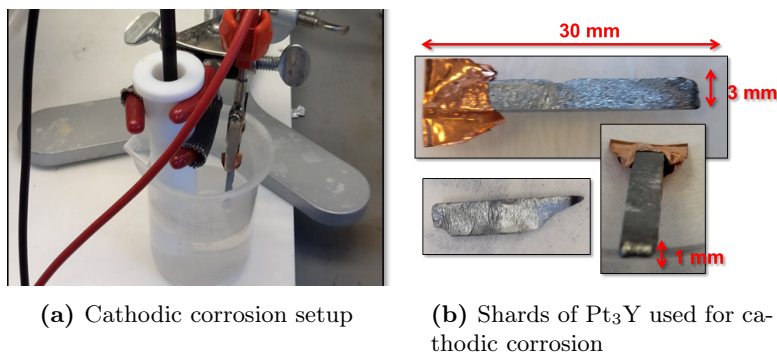 30 mm
3 mm
1 mm
(a) Cathodic corrosion setup
(b) Shards of Pt₃Y used for ca-
thodic corrosion